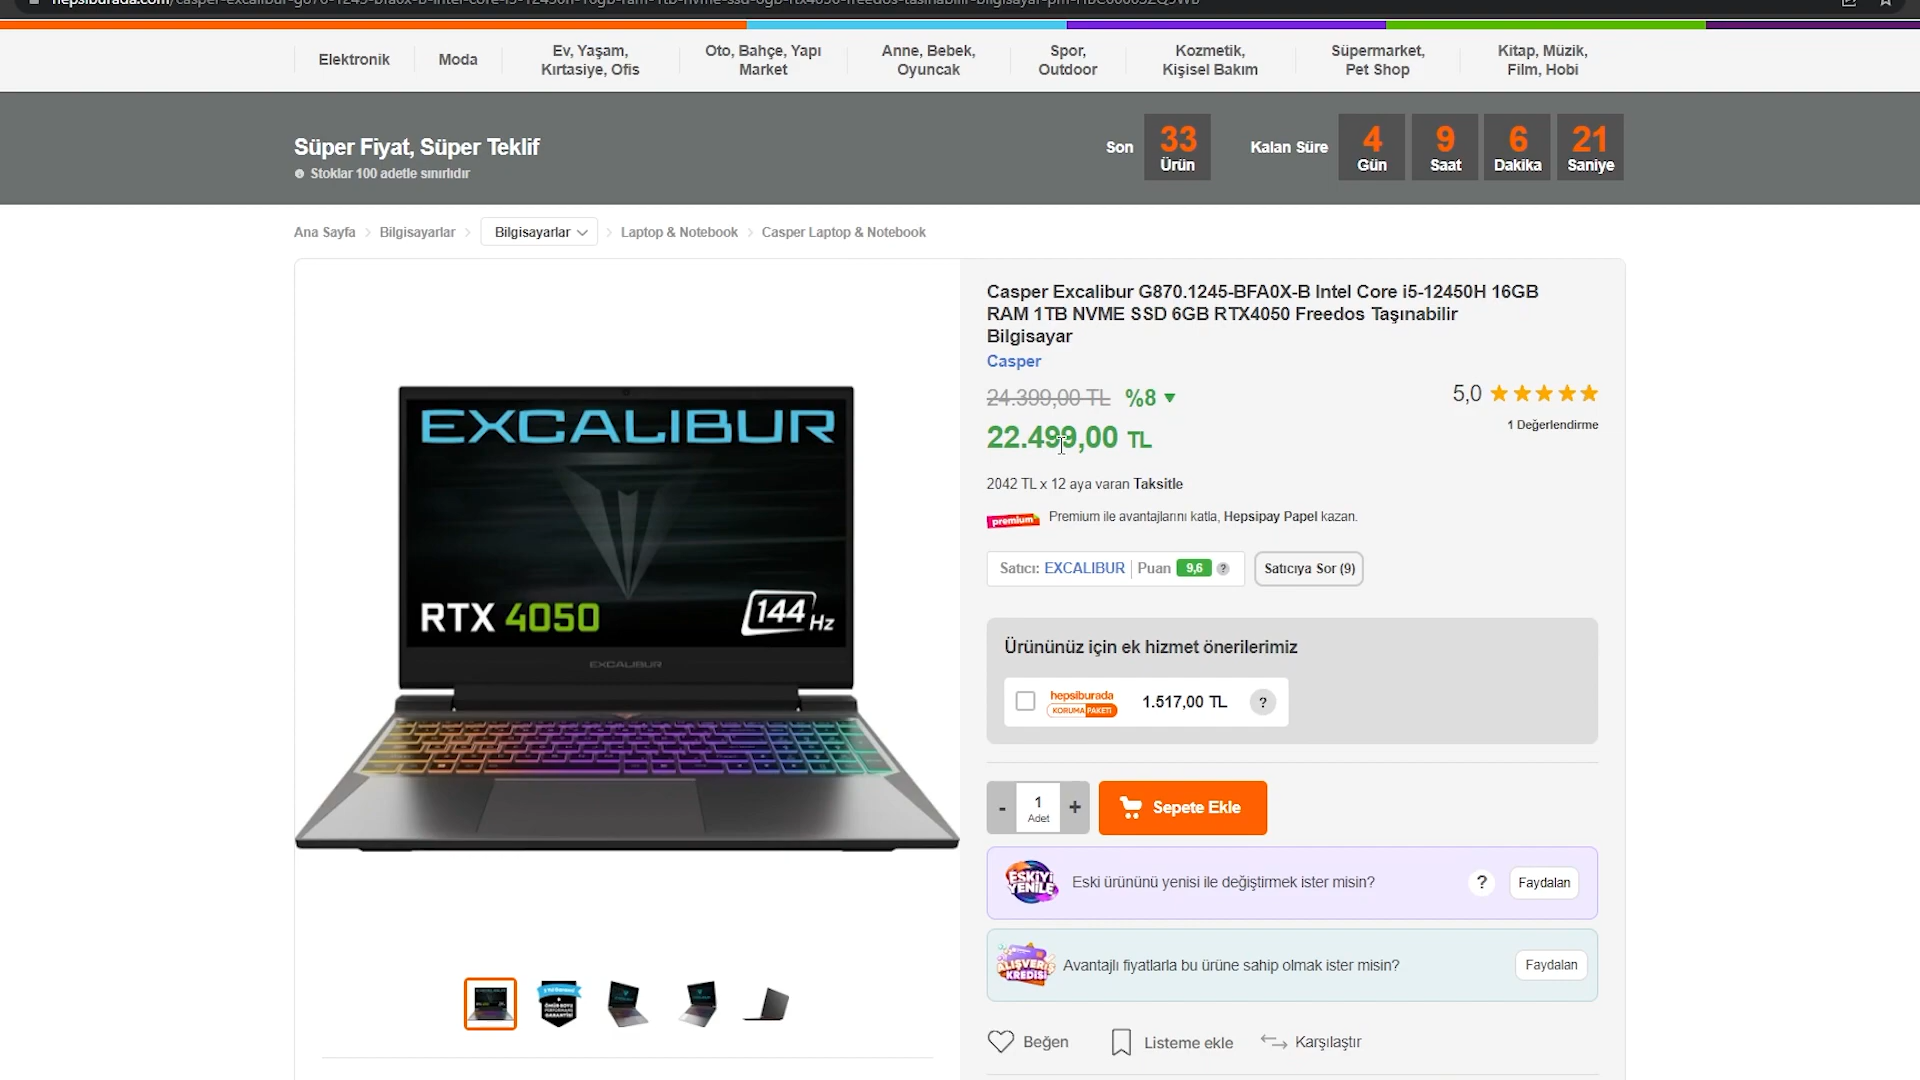 hepsiburada.com/casper-excalibur-g870-1245-bfa0x-b-intel-core-i5-12450h-16gb-ram-1tb-nvme-ssd-6gb-rtx4050-freedos-tasinabilir-bilgisayar-pm-
Elektronik
Moda
Ev, Yaşam,
Kırtasiye, Ofis
Oto, Bahçe, Yapı
Market
Anne, Bebek,
Oyuncak
Spor,
Outdoor
Kozmetik,
Kişisel Bakım
Süpermarket,
Pet Shop
Kitap, Müzik,
Film, Hobi
Süper Fiyat, Süper Teklif
Stoklar 100 adetle sınırlıdır
Son
33
Ürün
Kalan Süre
4
Gün
9
Saat
6
Dakika
21
Saniye
Ana Sayfa
Bilgisayarlar
Bilgisayarlar
Laptop & Notebook
Casper Laptop & Notebook
EXCALIBUR
RTX 4050
144 Hz
EXCALIBUR
Casper Excalibur G870.1245-BFA0X-B Intel Core i5-12450H 16GB
RAM 1TB NVME SSD 6GB RTX4050 Freedos Taşınabilir
Bilgisayar
Casper
24.399,00 TL %8
22.499,00 TL
5,0
1 Değerlendirme
2042 TL x 12 aya varan Taksitle
premium Premium ile avantajlarını katla, Hepsipay Papel kazan.
Satıcı: EXCALIBUR Puan 9,6 ?
Satıcıya Sor (9)
Ürününüz için ek hizmet önerilerimiz
hepsiburada
KORUMA PAKETİ
1.517,00 TL
?
- 1 +
Adet
Sepete Ekle
ESKİYİ
YENİLE
Eski ürününü yenisi ile değiştirmek ister misin?
?
Faydalan
ALIŞVERİŞ
KREDİSİ
Avantajlı fiyatlarla bu ürüne sahip olmak ister misin?
Faydalan
Beğen
Listeme ekle
Karşılaştır